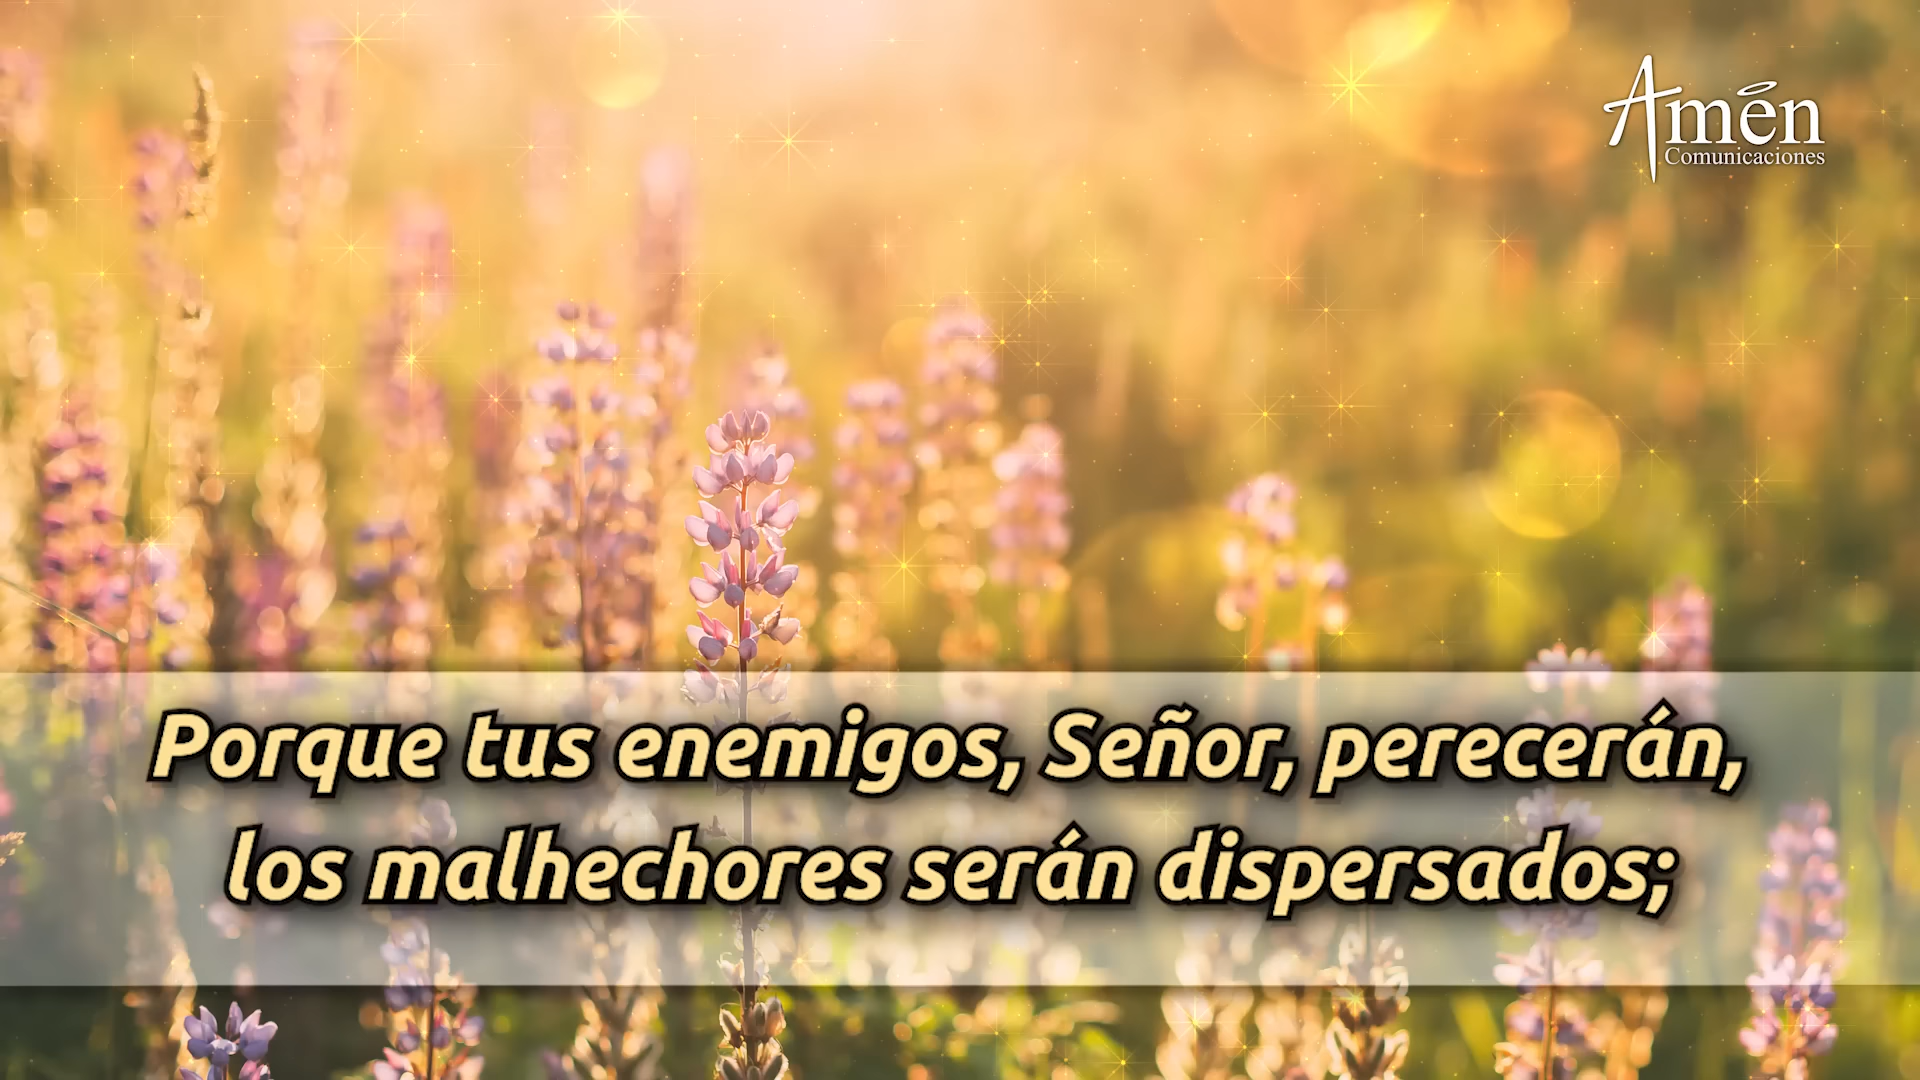 Amén
Comunicaciones
Porque tus enemigos, Señor, perecerán,
los malhechores serán dispersados;